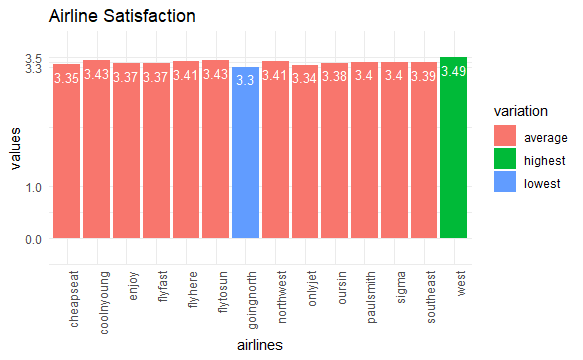 Airline Satisfaction
values
3.5
3.3
1.0
0.0
3.35
3.43
3.37
3.37
3.41
3.43
3.3
3.41
3.34
3.38
3.4
3.4
3.39
3.49
cheapseat
coolnyoung
enjoy
flyfast
flyhere
flytosun
goingnorth
northwest
onlyjet
oursin
paulsmith
sigma
southeast
west
airlines
variation
average
highest
lowest